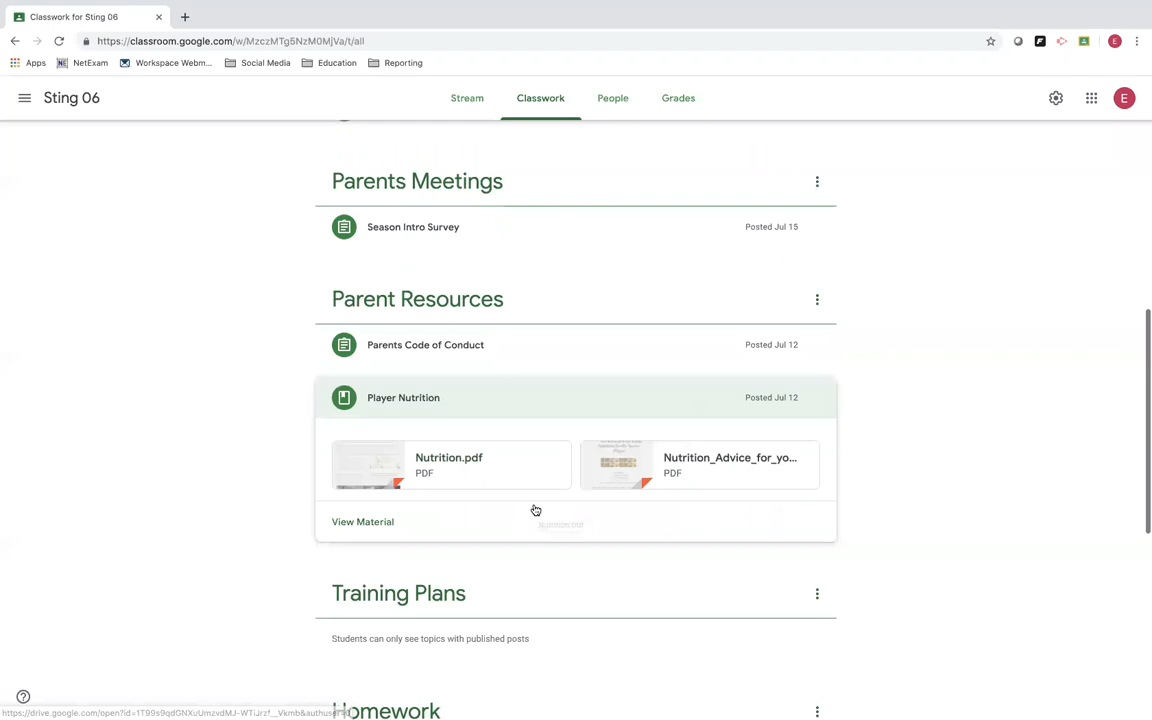 Classwork for Sting 06
https://classroom.google.com/w/MzczMTg5NzM0MjVa/t/all
Apps NetExam Workspace Webm... Social Media Education Reporting
Sting 06 Stream Classwork People Grades E
Parents Meetings
Season Intro Survey Posted Jul 15
Parent Resources
Parents Code of Conduct Posted Jul 12
Player Nutrition Posted Jul 12
Nutrition.pdf
PDF
Nutrition_Advice_for_yo...
PDF
View Material
Training Plans
Students can only see topics with published posts
Homework